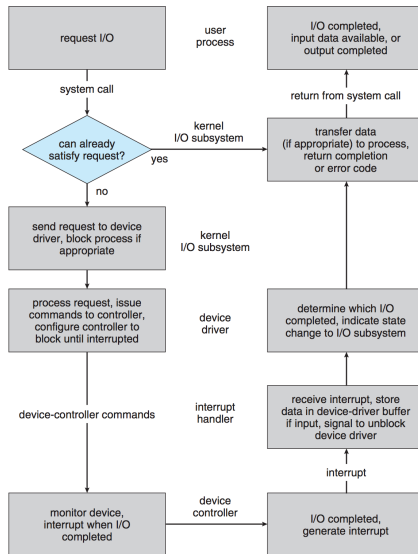 request I/O
user
process
I/O completed,
input data available, or
output completed
system call
return from system call
kernel
I/O subsystem
can already
satisfy request?
yes
transfer data
(if appropriate) to process,
return completion
or error code
no
send request to device
driver, block process if
appropriate
kernel
I/O subsystem
process request, issue
commands to controller,
configure controller to
block until interrupted
device
driver
determine which I/O
completed, indicate state
change to I/O subsystem
device-controller commands
interrupt
handler
receive interrupt, store
data in device-driver buffer
if input, signal to unblock
device driver
interrupt
monitor device,
interrupt when I/O
completed
device
controller
I/O completed,
generate interrupt